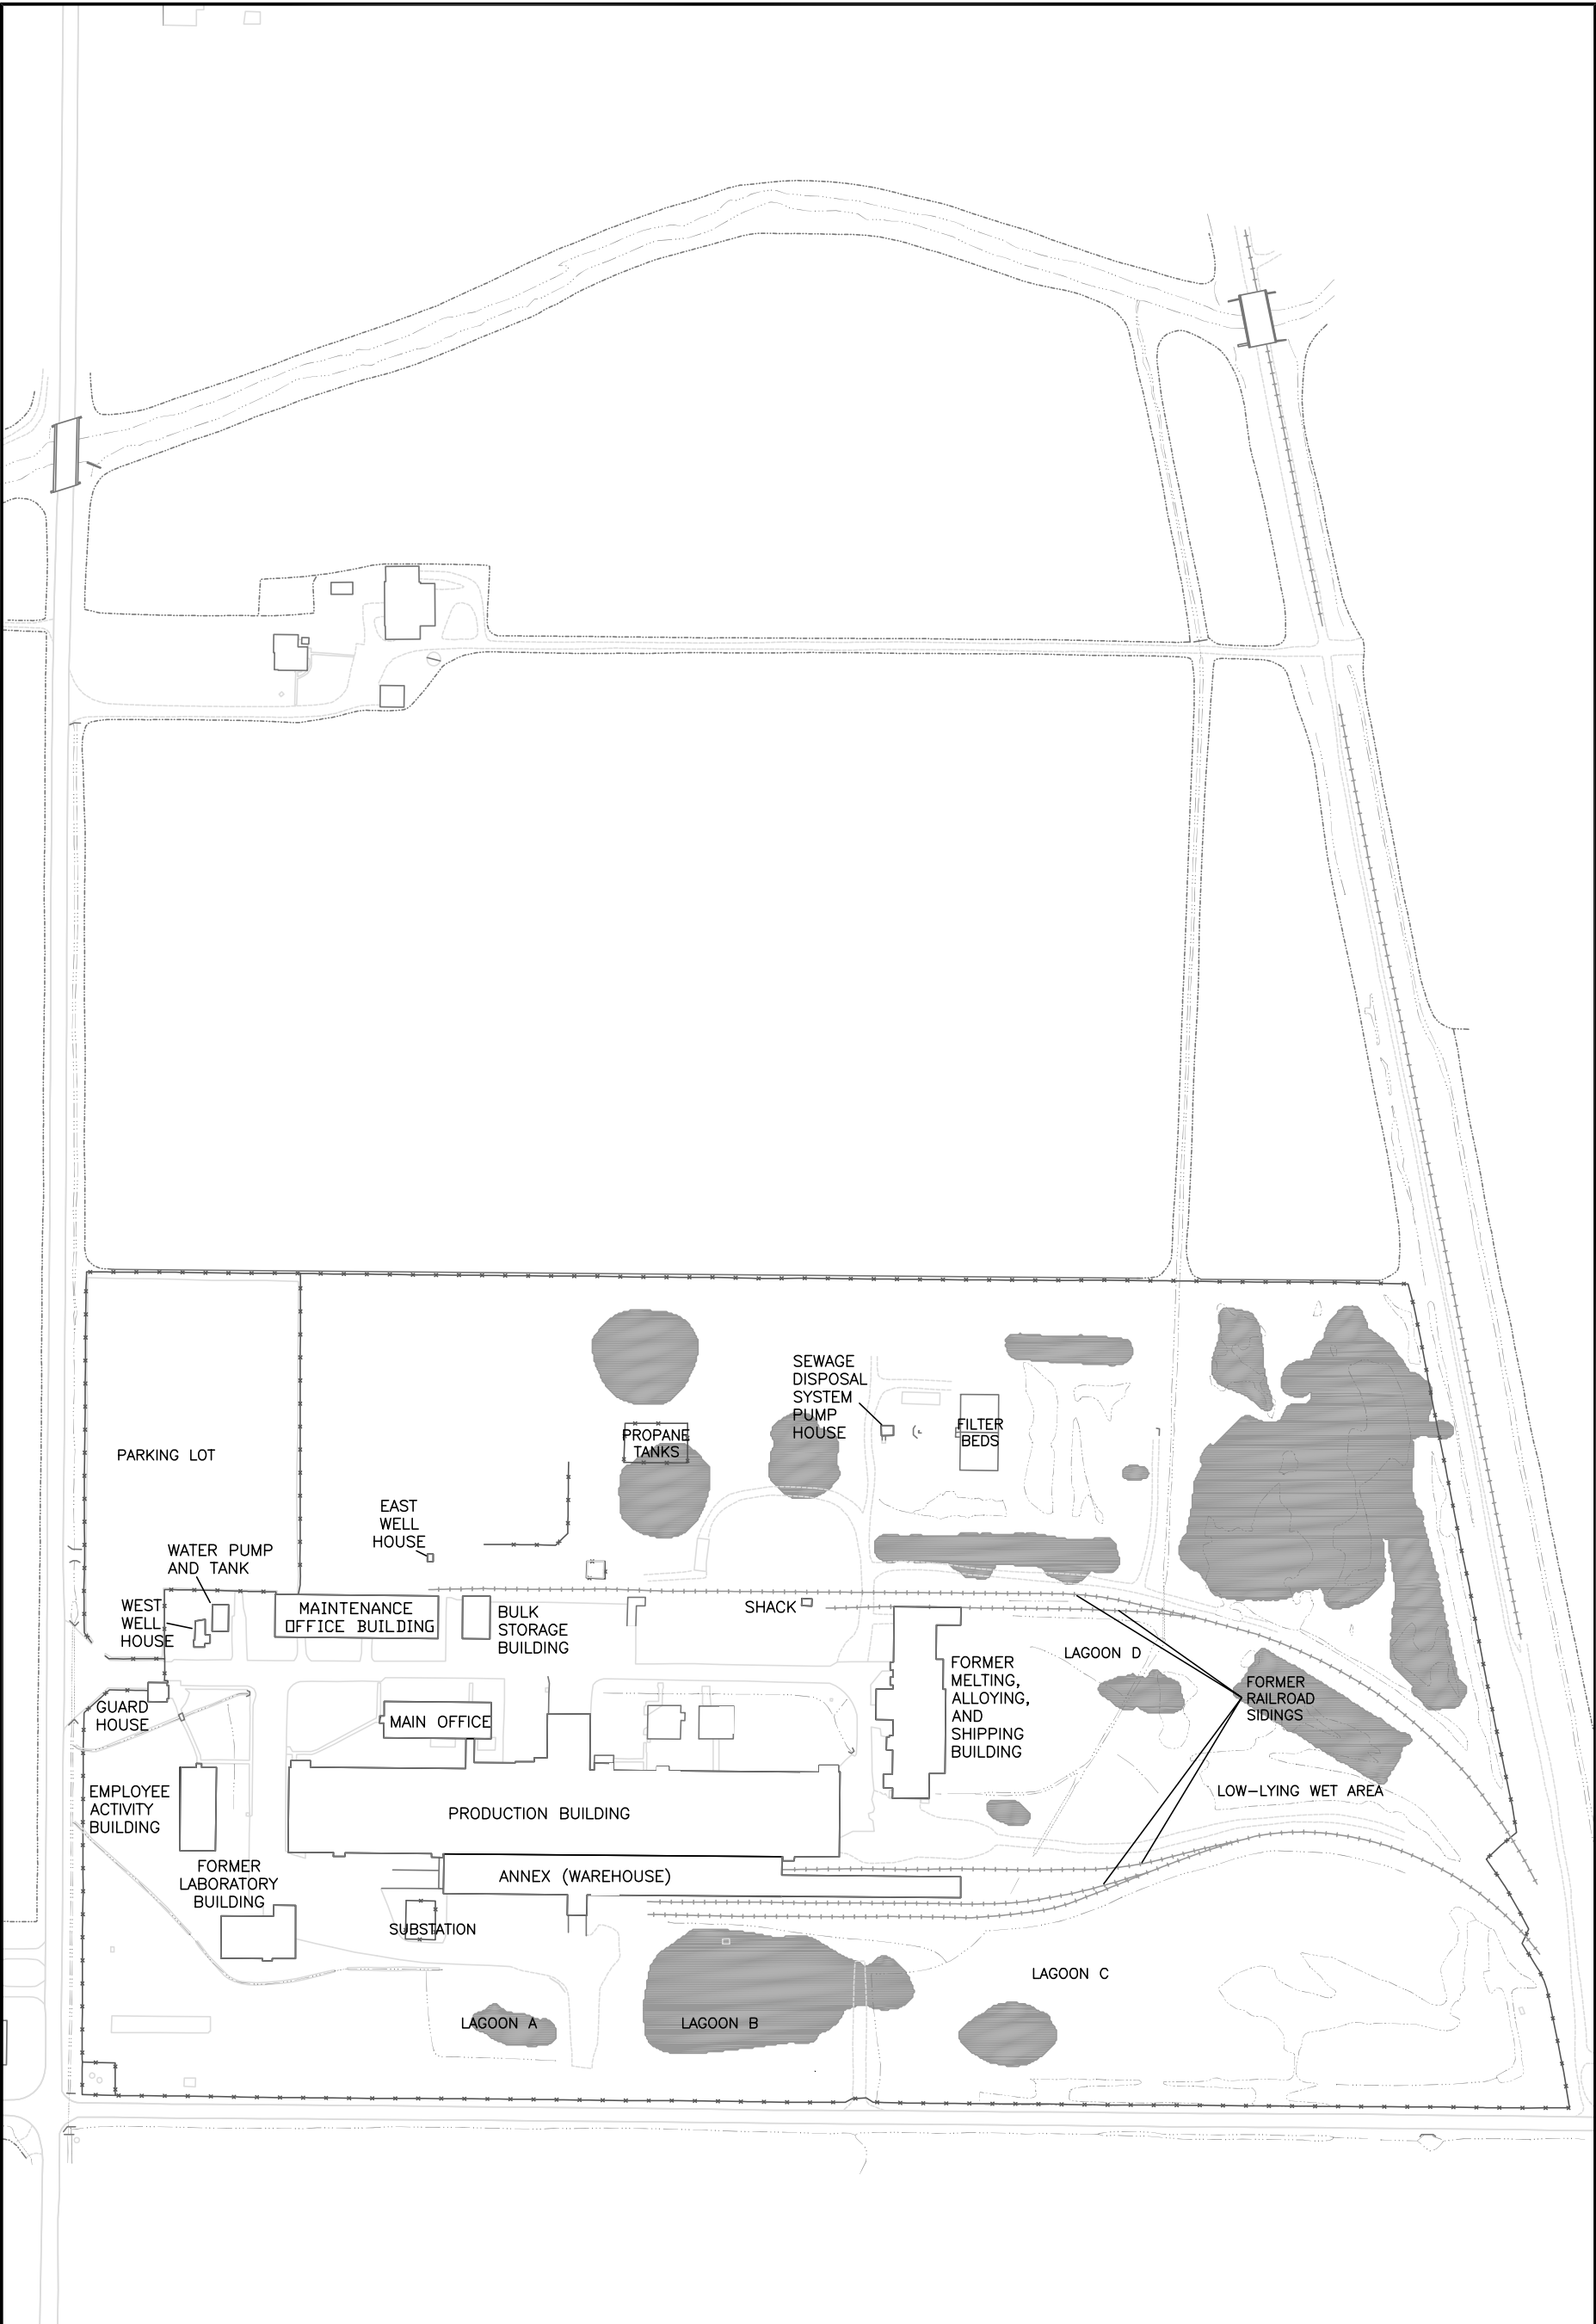 SEWAGE
DISPOSAL
SYSTEM
PUMP
HOUSE
FILTER
BEDS
PROPANE
TANKS
PARKING LOT
EAST
WELL
HOUSE
WATER PUMP
AND TANK
WEST
WELL
HOUSE
MAINTENANCE
OFFICE BUILDING
BULK
STORAGE
BUILDING
SHACK
LAGOON D
FORMER
MELTING,
ALLOYING,
AND
SHIPPING
BUILDING
FORMER
RAILROAD
SIDINGS
GUARD
HOUSE
MAIN OFFICE
EMPLOYEE
ACTIVITY
BUILDING
PRODUCTION BUILDING
LOW-LYING WET AREA
FORMER
LABORATORY
BUILDING
ANNEX (WAREHOUSE)
SUBSTATION
LAGOON C
LAGOON A
LAGOON B